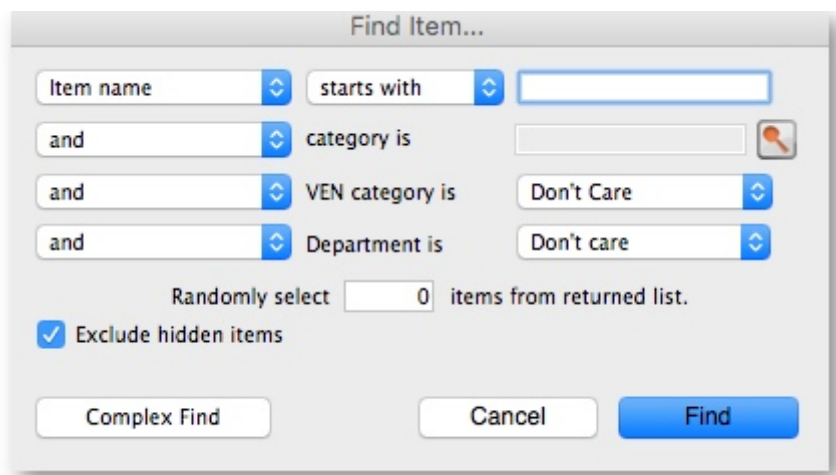 Find Item...
Item name starts with
and category is
and VEN category is Don't Care
and Department is Don't care
Randomly select 0 items from returned list.
Exclude hidden items
Complex Find Cancel Find